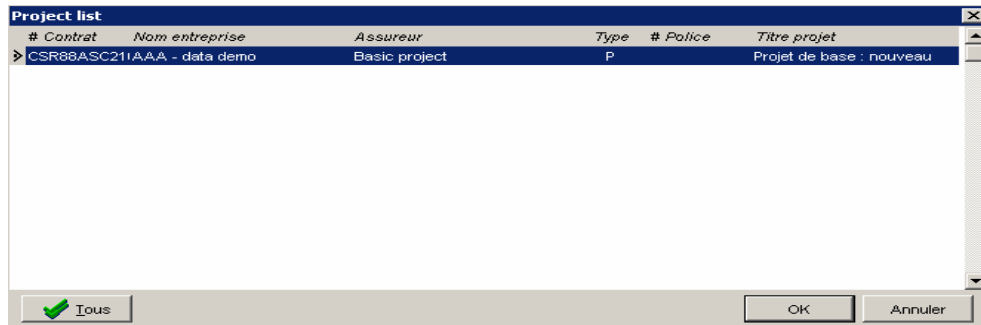 Project list
# Contrat Nom entreprise Assureur Type # Police Titre projet
CSR88ASC21 AAA - data demo Basic project P Projet de base : nouveau
Tous OK Annuler